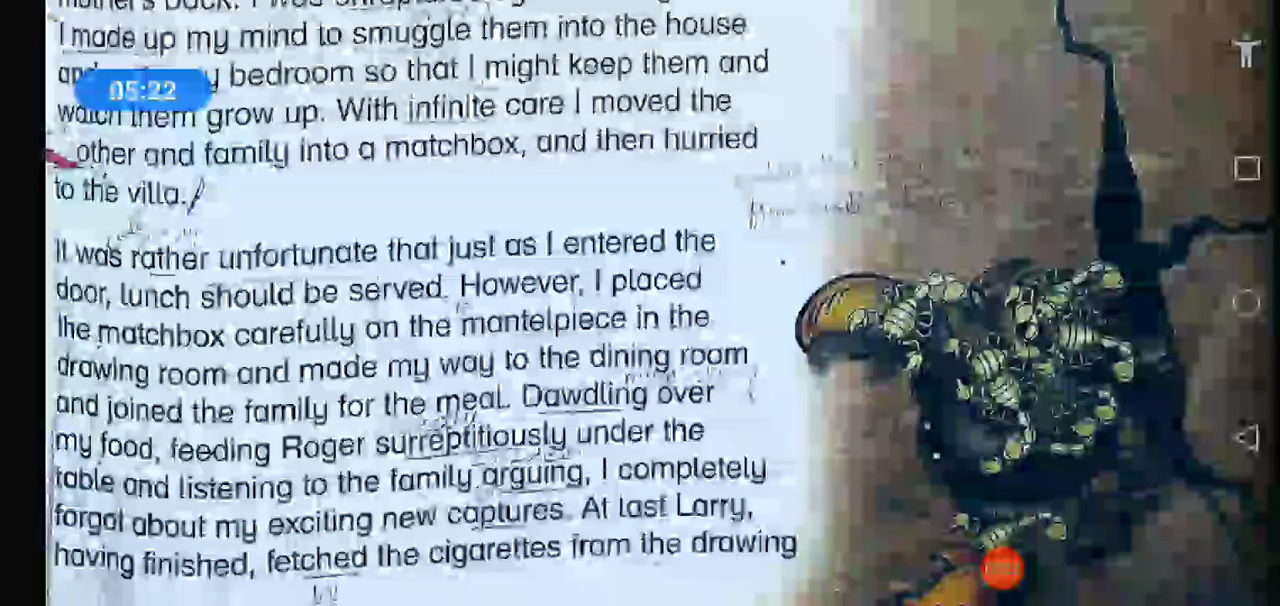 I made up my mind to smuggle them into the house
bedroom so that I might keep them and
05:22
watch them grow up. With infinite care I moved the
other and family into a matchbox, and then hurried
to the villa.
It was rather unfortunate that just as I entered the
door, lunch should be served. However, I placed
the matchbox carefully on the mantelpiece in the
drawing room and made my way to the dining room
and joined the family for the meal. Dawdling over
my food, feeding Roger surreptitiously under the
table and listening to the family arguing, I completely
forgot about my exciting new captures. At last Larry,
having finished, fetched the cigarettes from the drawing